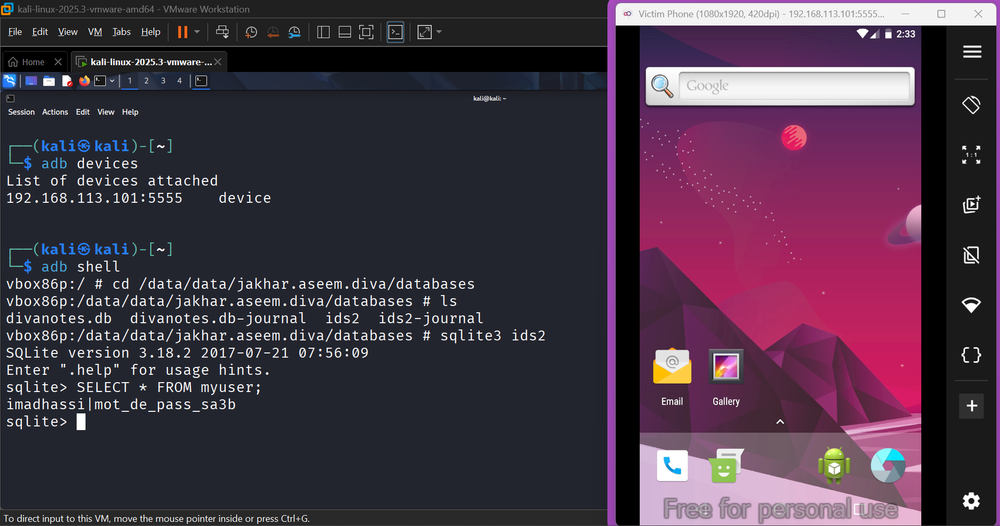 kali-linux-2025.3-vmware-amd64 - VMware Workstation
File Edit View VM Tabs Help
Home kali-linux-2025.3-vmware-...
1 2 3 4
kali@kali: ~
Session Actions Edit View Help
┌──(kali㉿kali)-[~]
└─$ adb devices
List of devices attached
192.168.113.101:5555 device
┌──(kali㉿kali)-[~]
└─$ adb shell
vbox86p:/ # cd /data/data/jakhar.aseem.diva/databases
vbox86p:/data/data/jakhar.aseem.diva/databases # ls
divanotes.db divanotes.db-journal ids2 ids2-journal
vbox86p:/data/data/jakhar.aseem.diva/databases # sqlite3 ids2
SQLite version 3.18.2 2017-07-21 07:56:09
Enter ".help" for usage hints.
sqlite> SELECT * FROM myuser;
imadhassi|mot_de_pass_sa3b
sqlite>
To direct input to this VM, move the mouse pointer inside or press Ctrl+G.
Victim Phone (1080x1920, 420dpi) - 192.168.113.101:5555...
2:33
Google
1:1
Email Gallery
Free for personal use